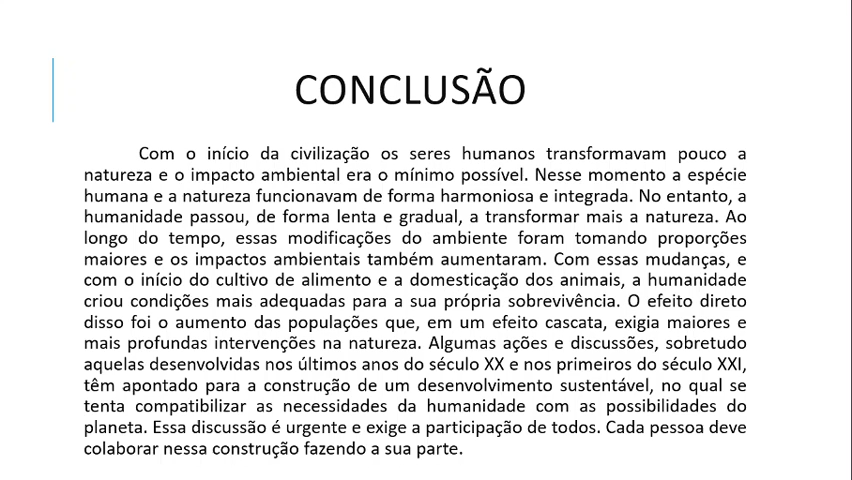 CONCLUSÃO
Com o início da civilização os seres humanos transformavam pouco a
natureza e o impacto ambiental era o mínimo possível. Nesse momento a espécie
humana e a natureza funcionavam de forma harmoniosa e integrada. No entanto, a
humanidade passou, de forma lenta e gradual, a transformar mais a natureza. Ao
longo do tempo, essas modificações do ambiente foram tomando proporções
maiores e os impactos ambientais também aumentaram. Com essas mudanças, e
com o início do cultivo de alimento e a domesticação dos animais, a humanidade
criou condições mais adequadas para a sua própria sobrevivência. O efeito direto
disso foi o aumento das populações que, em um efeito cascata, exigia maiores e
mais profundas intervenções na natureza. Algumas ações e discussões, sobretudo
aquelas desenvolvidas nos últimos anos do século XX e nos primeiros do século XXI,
têm apontado para a construção de um desenvolvimento sustentável, no qual se
tenta compatibilizar as necessidades da humanidade com as possibilidades do
planeta. Essa discussão é urgente e exige a participação de todos. Cada pessoa deve
colaborar nessa construção fazendo a sua parte.